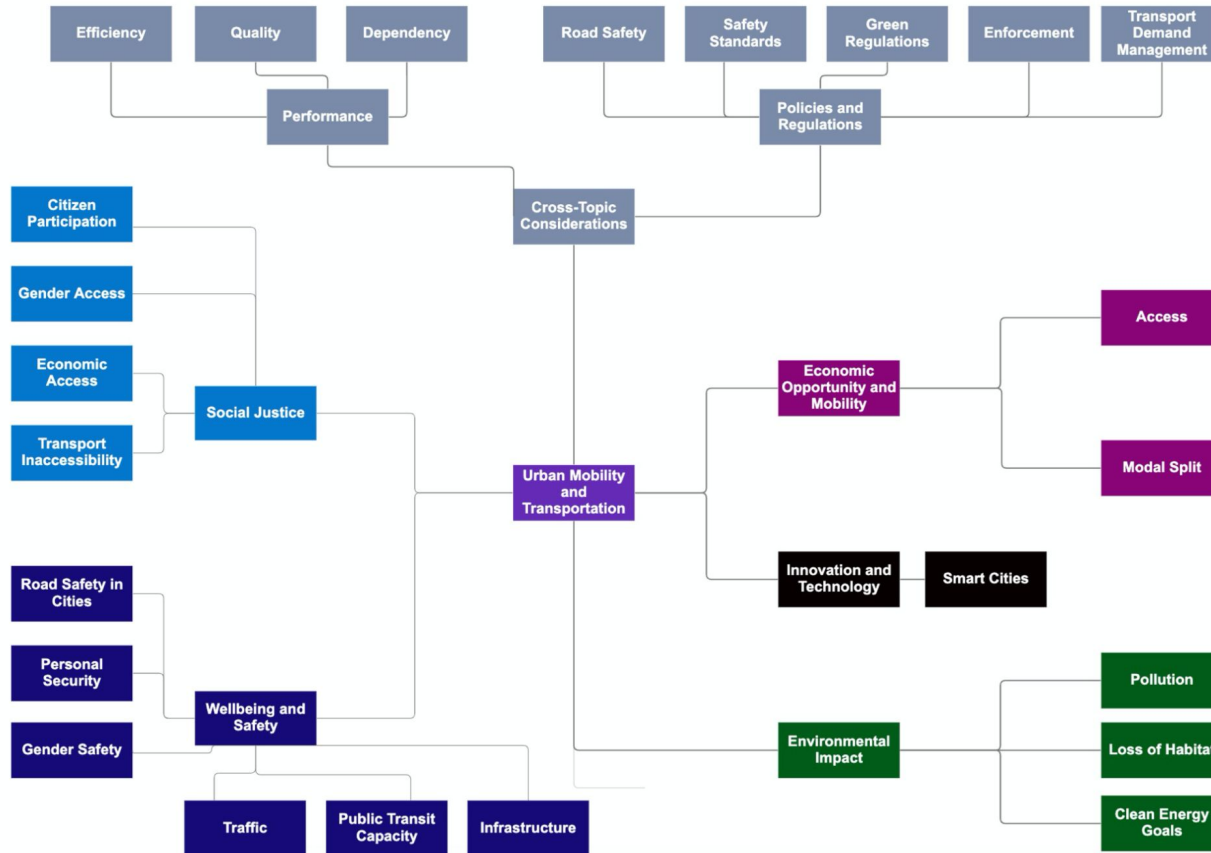 Efficiency
Quality
Dependency
Road Safety
Safety
Standards
Green
Regulations
Enforcement
Transport
Demand
Management
Performance
Policies and
Regulations
Citizen
Participation
Cross-Topic
Considerations
Gender Access
Access
Economic
Access
Economic
Opportunity and
Mobility
Social Justice
Transport
Inaccessibility
Modal Split
Urban Mobility
and
Transportation
Road Safety in
Cities
Innovation and
Technology
Smart Cities
Personal
Security
Pollution
Wellbeing and
Safety
Gender Safety
Environmental
Impact
Loss of Habitat
Traffic
Public Transit
Capacity
Infrastructure
Clean Energy
Goals